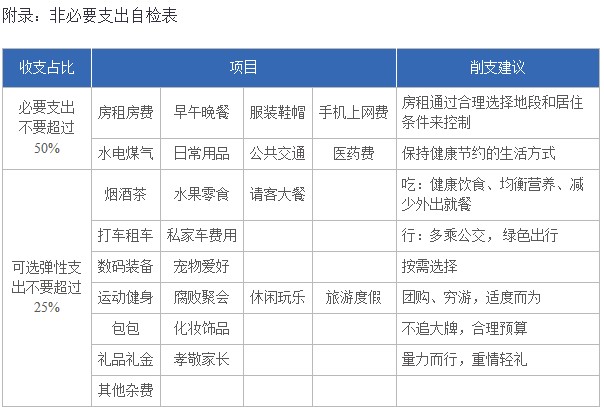 附录：非必要支出自检表
收支占比 项目 削支建议
必要支出
不要超过
50%
房租房费 早午晚餐 服装鞋帽 手机上网费
房租通过合理选择地段和居住
条件来控制
水电煤气 日常用品 公共交通 医药费 保持健康节约的生活方式
可选弹性支
出不要超过
25%
烟酒茶 水果零食 请客大餐
吃：健康饮食、均衡营养、减
少外出就餐
打车租车 私家车费用 行：多乘公交，绿色出行
数码装备 宠物爱好 按需选择
运动健身 腐败聚会 休闲玩乐 旅游度假 团购、穷游，适度而为
包包 化妆饰品 不追大牌，合理预算
礼品礼金 孝敬家长 量力而行，重情轻礼
其他杂费